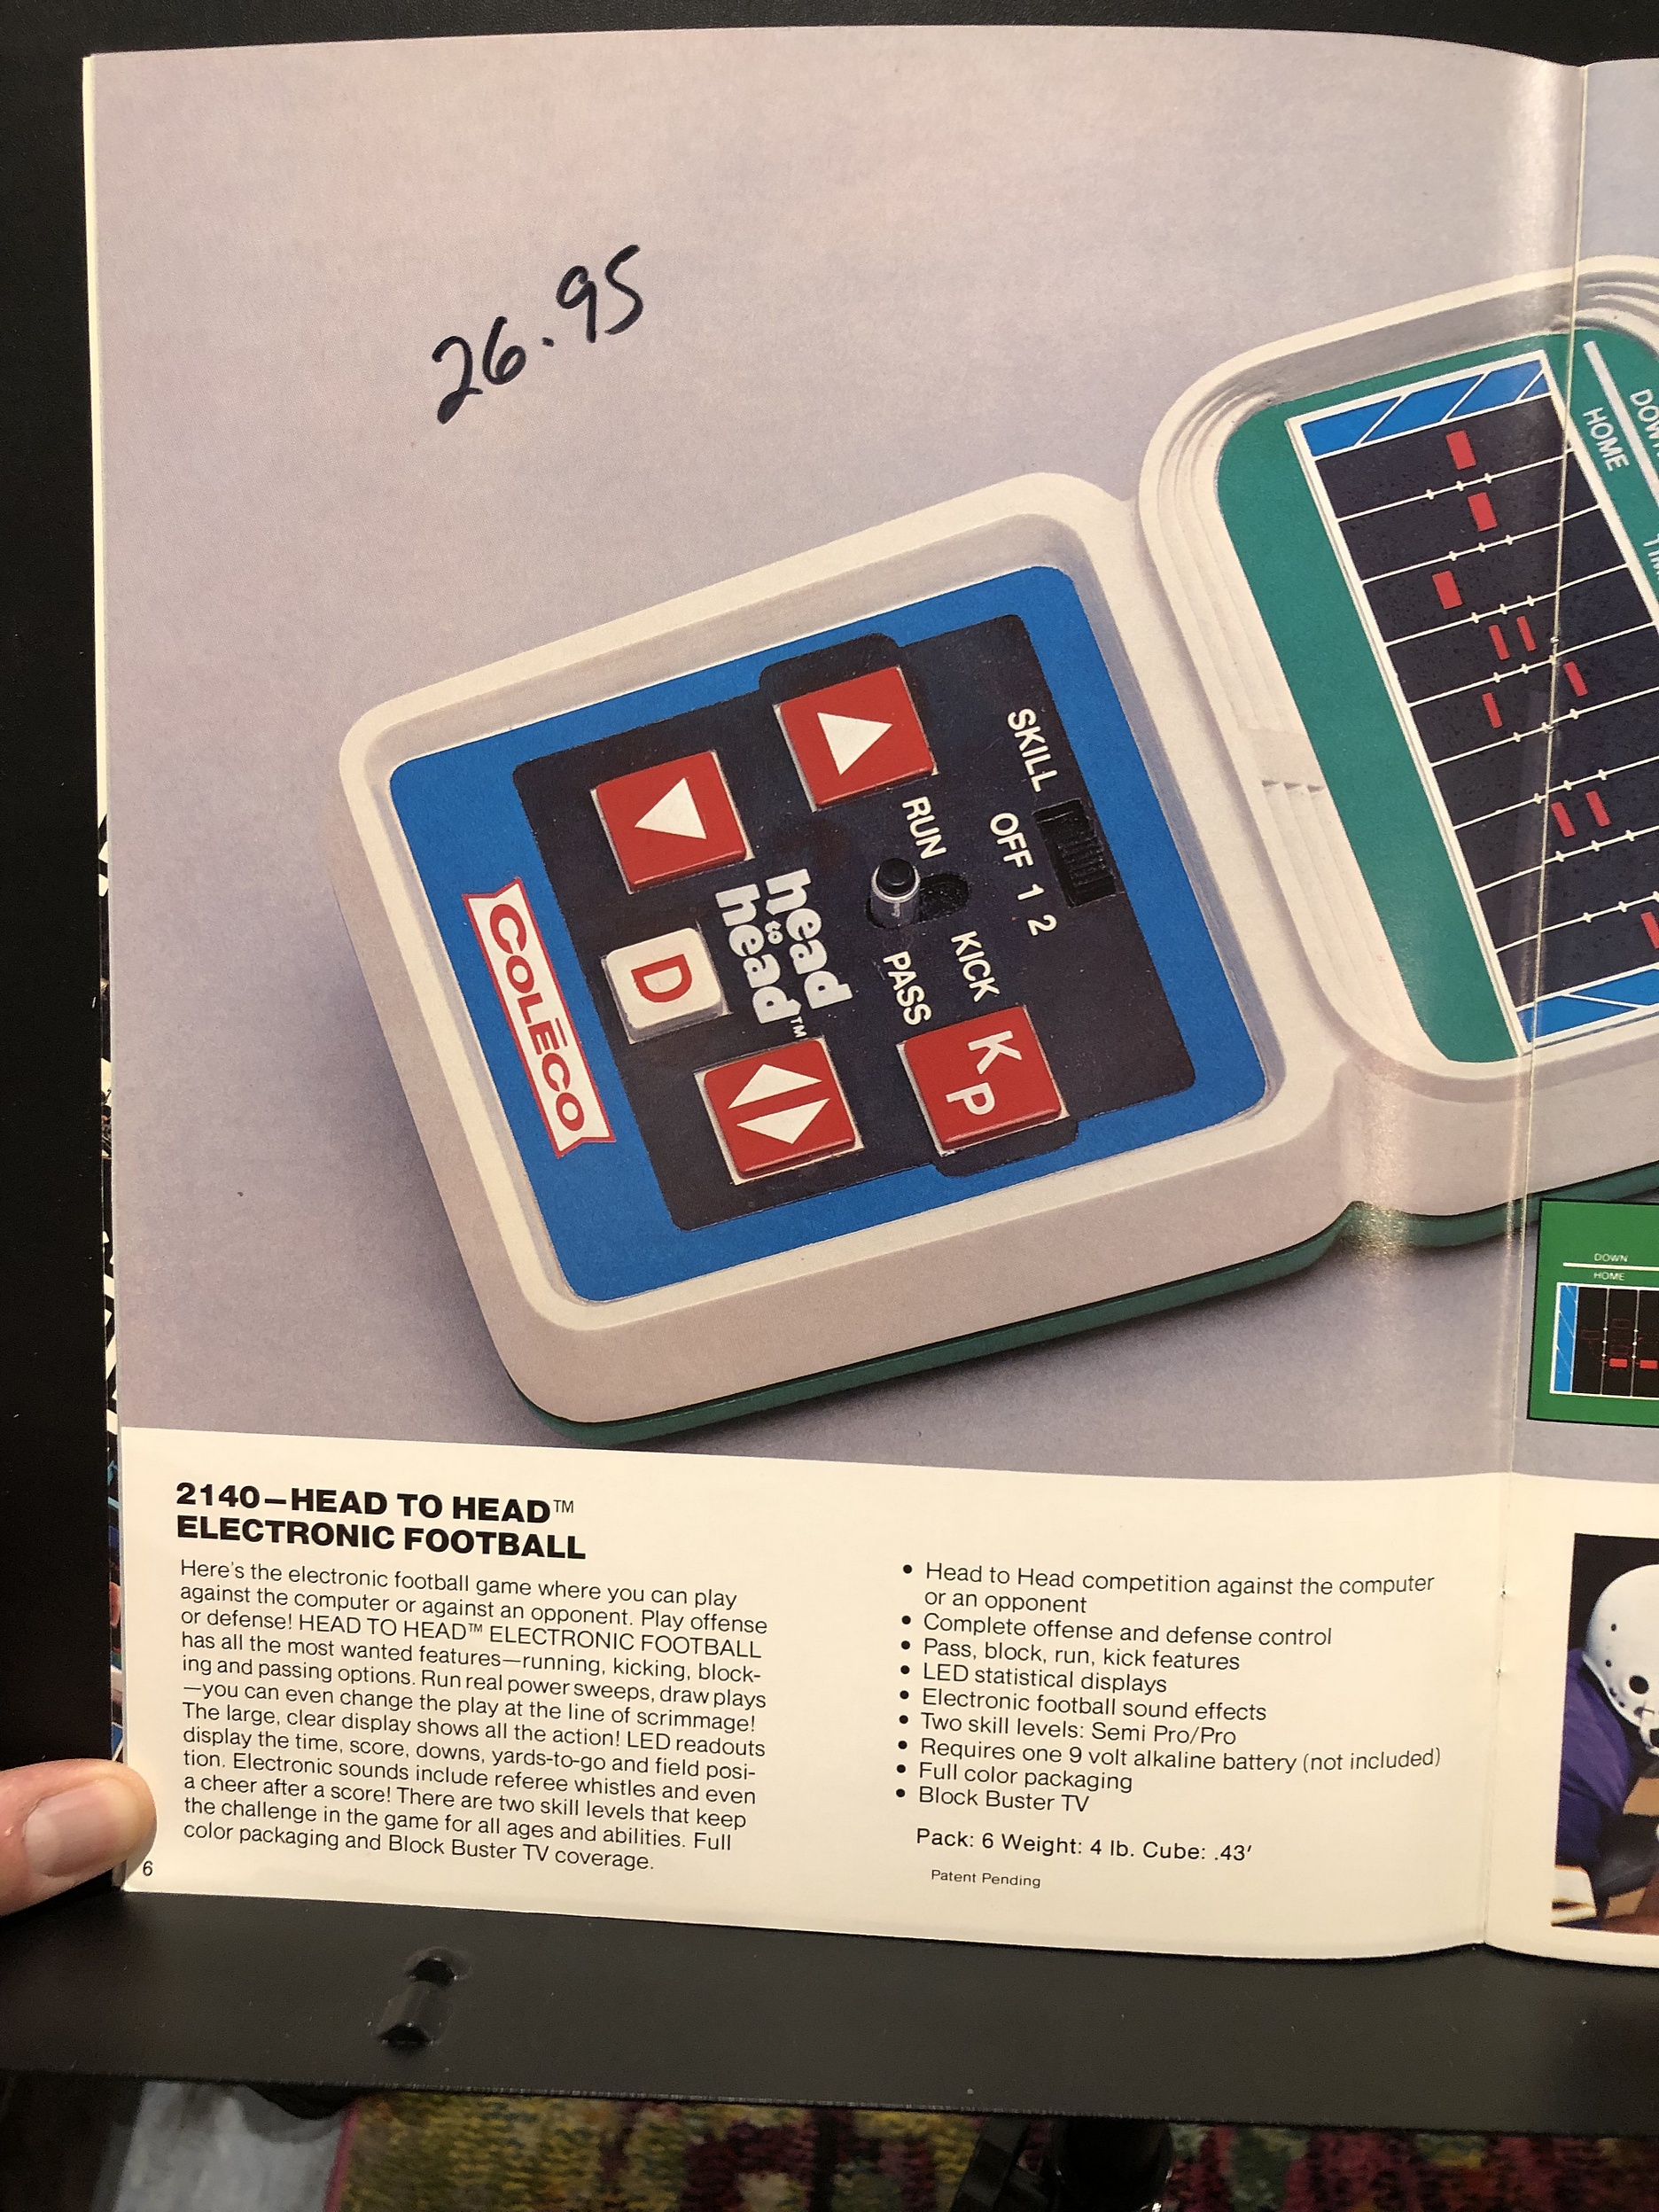 26.95
DOWN
HOME
SKILL
OFF 1 2
RUN
KICK
PASS
K P
head to head™
D
COLECO
DOWN
HOME
2140—HEAD TO HEAD™
ELECTRONIC FOOTBALL
Here's the electronic football game where you can play
against the computer or against an opponent. Play offense
or defense! HEAD TO HEAD™ ELECTRONIC FOOTBALL
has all the most wanted features—running, kicking, block-
ing and passing options. Run real power sweeps, draw plays
—you can even change the play at the line of scrimmage!
The large, clear display shows all the action! LED readouts
display the time, score, downs, yards-to-go and field posi-
tion. Electronic sounds include referee whistles and even
a cheer after a score! There are two skill levels that keep
the challenge in the game for all ages and abilities. Full
color packaging and Block Buster TV coverage.
6
• Head to Head competition against the computer
or an opponent
• Complete offense and defense control
• Pass, block, run, kick features
• LED statistical displays
• Electronic football sound effects
• Two skill levels: Semi Pro/Pro
• Requires one 9 volt alkaline battery (not included)
• Full color packaging
• Block Buster TV
Pack: 6 Weight: 4 lb. Cube: .43'
Patent Pending